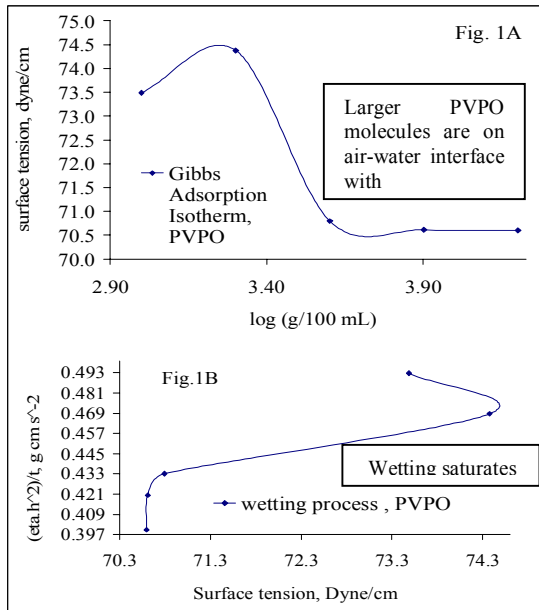 Fig. 1A
surface tension, dyne/cm
75.0
74.5
74.0
73.5
73.0
72.5
72.0
71.5
71.0
70.5
70.0
Larger PVPO
molecules are on
air-water interface
with
Gibbs
Adsorption
Isotherm,
PVPO
2.90 3.40 3.90
log (g/100 mL)
Fig.1B
(eta.h^2)/t, g cm s^-2
0.493
0.481
0.469
0.457
0.445
0.433
0.421
0.409
0.397
Wetting saturates
wetting process , PVPO
70.3 71.3 72.3 73.3 74.3
Surface tension, Dyne/cm